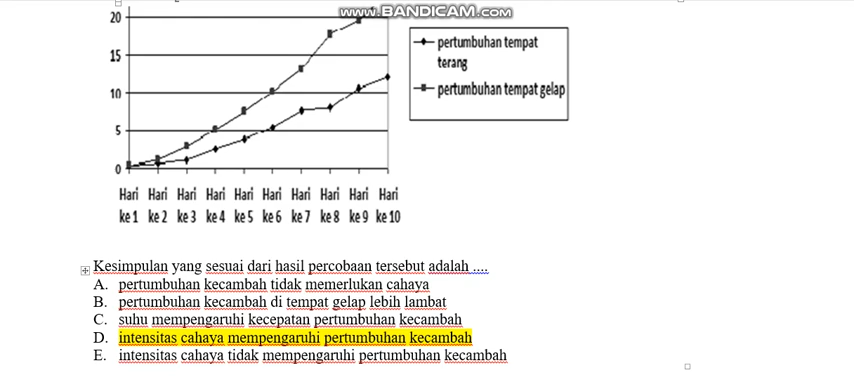 www.BANDICAM.com
20
15
10
5
0
pertumbuhan tempat
terang
pertumbuhan tempat gelap
Hari Hari Hari Hari Hari Hari Hari Hari Hari Hari
ke 1 ke 2 ke 3 ke 4 ke 5 ke 6 ke 7 ke 8 ke 9 ke 10
Kesimpulan yang sesuai dari hasil percobaan tersebut adalah ....
A. pertumbuhan kecambah tidak memerlukan cahaya
B. pertumbuhan kecambah di tempat gelap lebih lambat
C. suhu mempengaruhi kecepatan pertumbuhan kecambah
D. intensitas cahaya mempengaruhi pertumbuhan kecambah
E. intensitas cahaya tidak mempengaruhi pertumbuhan kecambah